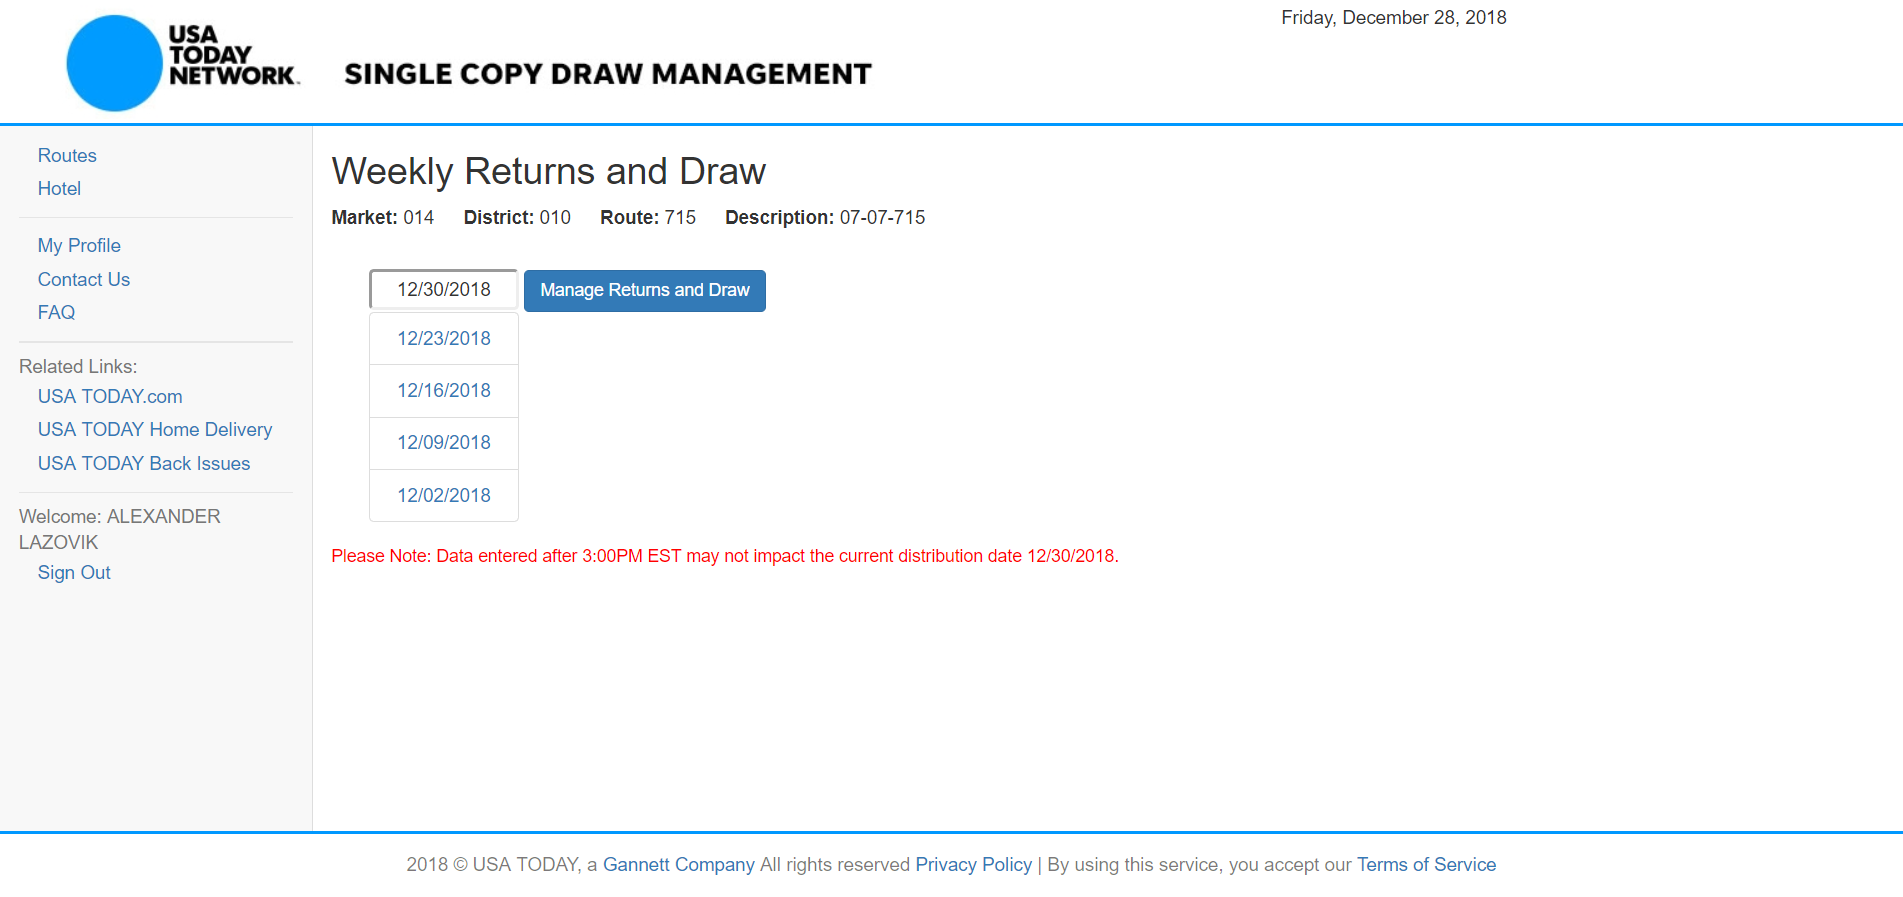 Friday, December 28, 2018
USA
TODAY
NETWORK
SINGLE COPY DRAW MANAGEMENT
Routes
Hotel
My Profile
Contact Us
FAQ
Related Links:
USA TODAY.com
USA TODAY Home Delivery
USA TODAY Back Issues
Welcome: ALEXANDER
LAZOVIK
Sign Out
Weekly Returns and Draw
Market: 014 District: 010 Route: 715 Description: 07-07-715
12/30/2018 Manage Returns and Draw
12/23/2018
12/16/2018
12/09/2018
12/02/2018
Please Note: Data entered after 3:00PM EST may not impact the current distribution date 12/30/2018.
2018 © USA TODAY, a Gannett Company All rights reserved Privacy Policy | By using this service, you accept our Terms of Service